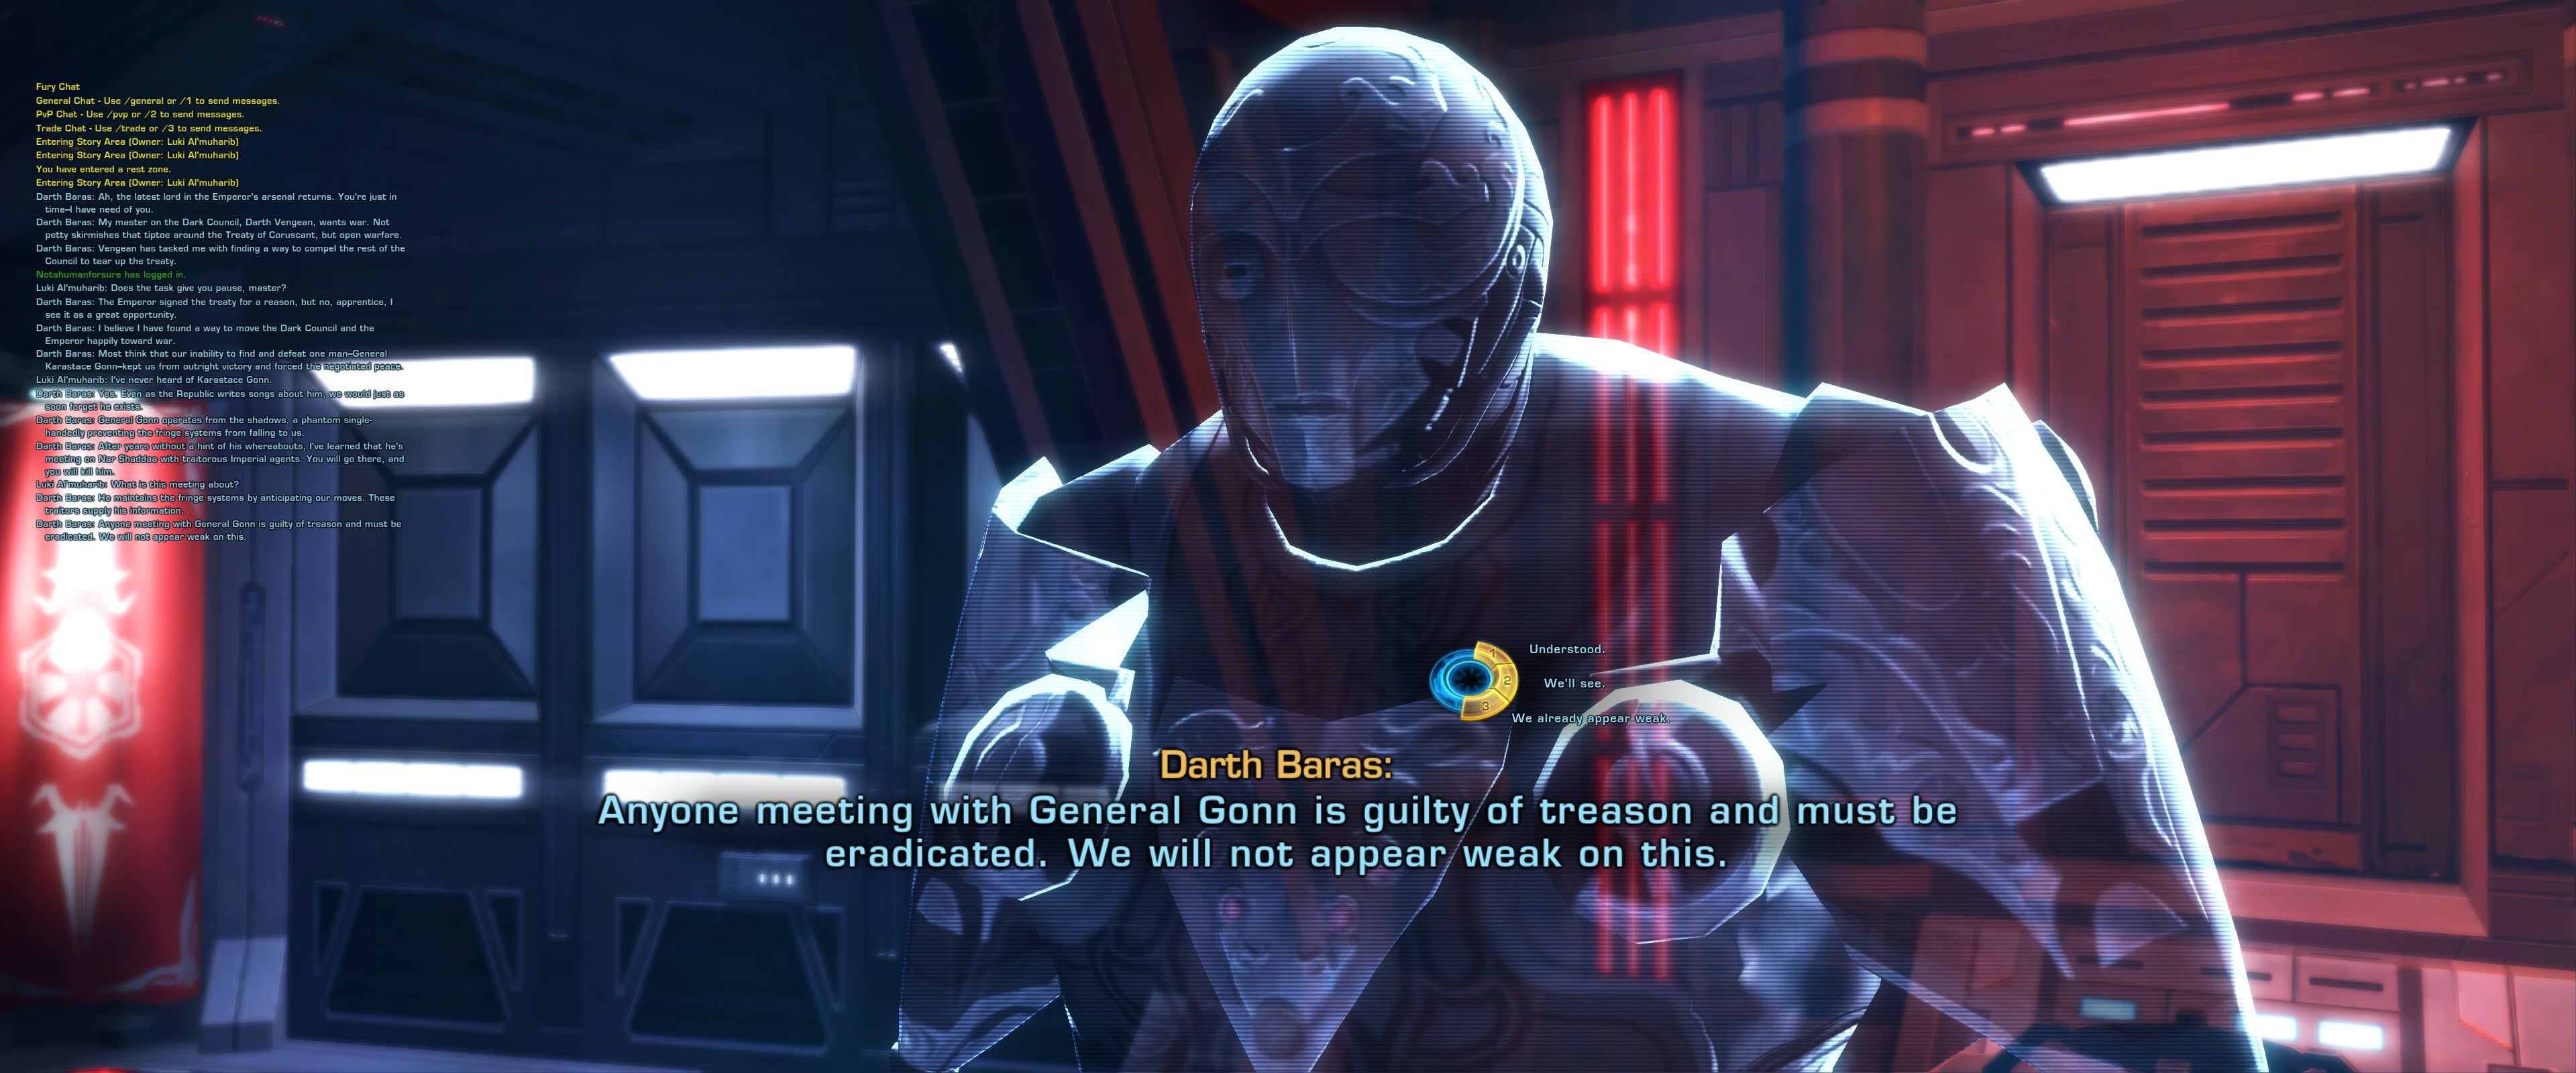 Fury Chat
General Chat - Use /general or /1 to send messages.
PvP Chat - Use /pvp or /2 to send messages.
Trade Chat - Use /trade or /3 to send messages.
Entering Story Area (Owner: Luki Al'muharib)
Entering Story Area (Owner: Luki Al'muharib)
You have entered a rest zone.
Entering Story Area (Owner: Luki Al'muharib)
Darth Baras: Ah, the latest lord in the Emperor's arsenal returns. You're just in
time–I have need of you.
Darth Baras: My master on the Dark Council, Darth Vengean, wants war. Not
petty skirmishes that tiptoe around the Treaty of Coruscant, but open warfare.
Darth Baras: Vengean has tasked me with finding a way to compel the rest of the
Council to tear up the treaty.
Notahumanforsure has logged in.
Luki Al'muharib: Does the task give you pause, master?
Darth Baras: The Emperor signed the treaty for a reason, but no, apprentice, I
see it as a great opportunity.
Darth Baras: I believe I have found a way to move the Dark Council and the
Emperor happily toward war.
Darth Baras: Most think that our inability to find and defeat one man–General
Karastace Gonn–kept us from outright victory and forced the negotiated peace.
Luki Al'muharib: I've never heard of Karastace Gonn.
Darth Baras: Yes. Even as the Republic writes songs about him, we would just as
soon forget he exists.
Darth Baras: General Gonn operates from the shadows, a phantom single-
handedly preventing the fringe systems from falling to us.
Darth Baras: After years without a hint of his whereabouts, I've learned that he's
meeting on Nar Shaddaa with traitorous Imperial agents. You will go there, and
you will kill him.
Luki Al'muharib: What is this meeting about?
Darth Baras: He maintains the fringe systems by anticipating our moves. These
traitors supply his information.
Darth Baras: Anyone meeting with General Gonn is guilty of treason and must be
eradicated. We will not appear weak on this.
1 Understood.
2 We'll see.
3 We already appear weak.
Darth Baras:
Anyone meeting with General Gonn is guilty of treason and must be
eradicated. We will not appear weak on this.